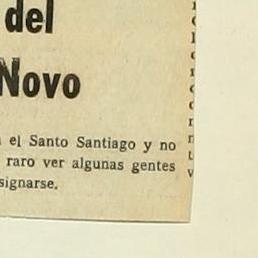 del
Novo
el Santo Santiago y no
raro ver algunas gentes
signarse.